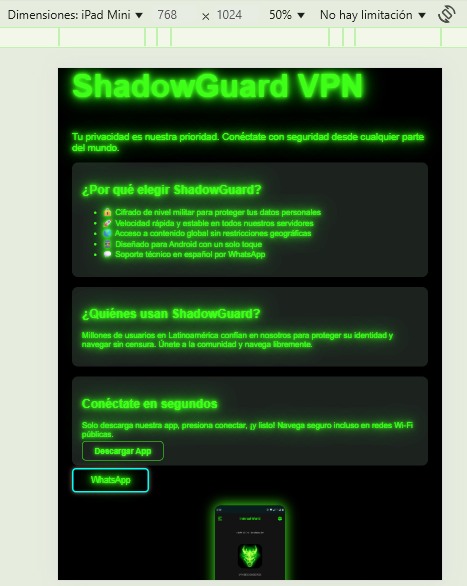 Dimensiones: iPad Mini ▼ 768 × 1024 50% ▼ No hay limitación ▼
ShadowGuard VPN
Tu privacidad es nuestra prioridad. Conéctate con seguridad desde cualquier parte
del mundo.
¿Por qué elegir ShadowGuard?
• 🔒 Cifrado de nivel militar para proteger tus datos personales
• 🚀 Velocidad rápida y estable en todos nuestros servidores
• 🌎 Acceso a contenido global sin restricciones geográficas
• 📱 Diseñado para Android con un solo toque
• 💬 Soporte técnico en español por WhatsApp
¿Quiénes usan ShadowGuard?
Millones de usuarios en Latinoamérica confían en nosotros para proteger su identidad y
navegar sin censura. Únete a la comunidad y navega libremente.
Conéctate en segundos
Solo descarga nuestra app, presiona conectar, ¡y listo! Navega seguro incluso en redes Wi-Fi
públicas.
Descargar App
WhatsApp